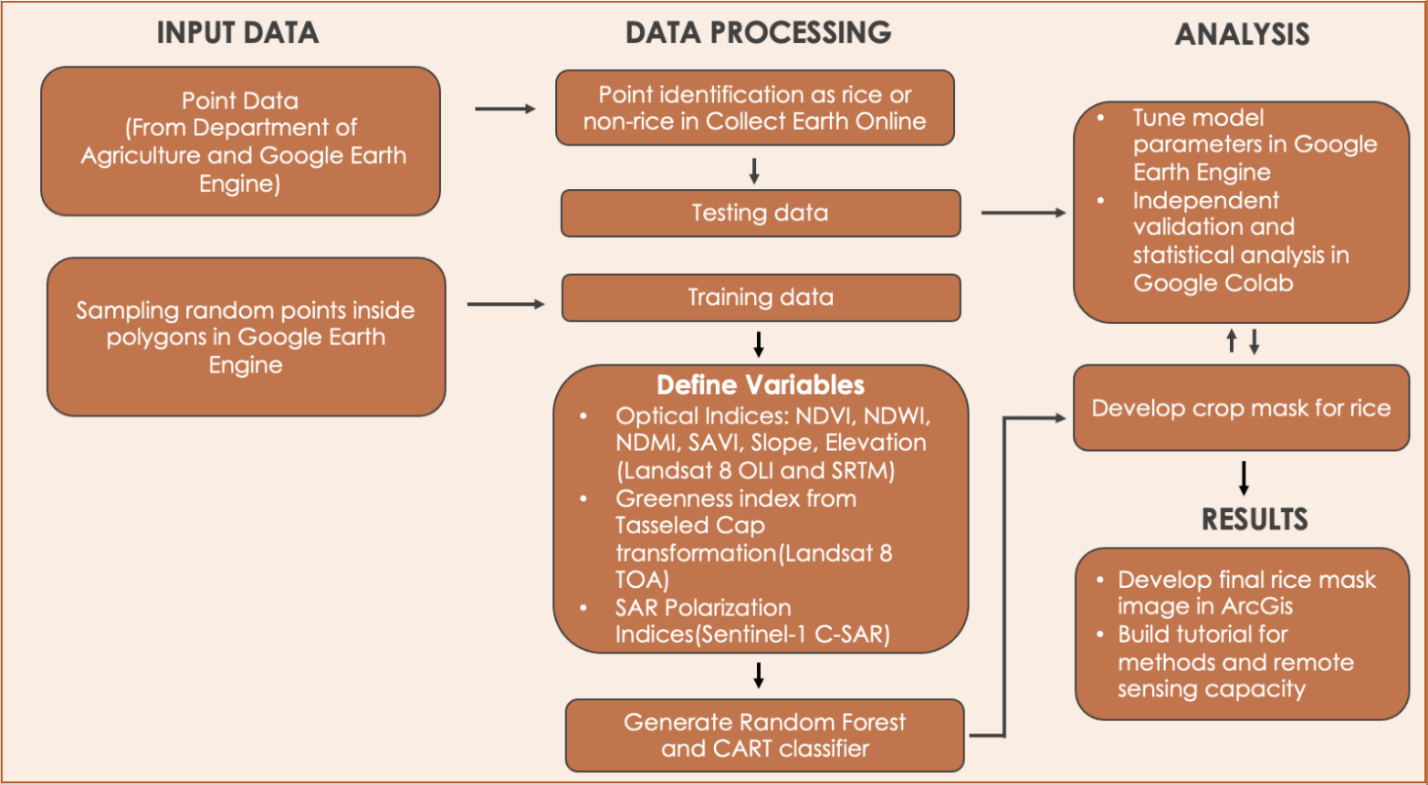 INPUT DATA
Point Data
(From Department of
Agriculture and Google Earth
Engine)
Sampling random points inside
polygons in Google Earth
Engine
DATA PROCESSING
Point identification as rice or
non-rice in Collect Earth Online
Testing data
Training data
Define Variables
• Optical Indices: NDVI, NDWI,
NDMI, SAVI, Slope, Elevation
(Landsat 8 OLI and SRTM)
• Greenness index from
Tasseled Cap
transformation(Landsat 8
TOA)
• SAR Polarization
Indices(Sentinel-1 C-SAR)
Generate Random Forest
and CART classifier
ANALYSIS
• Tune model
parameters in Google
Earth Engine
• Independent
validation and
statistical analysis in
Google Colab
Develop crop mask for rice
RESULTS
• Develop final rice mask
image in ArcGis
• Build tutorial for
methods and remote
sensing capacity